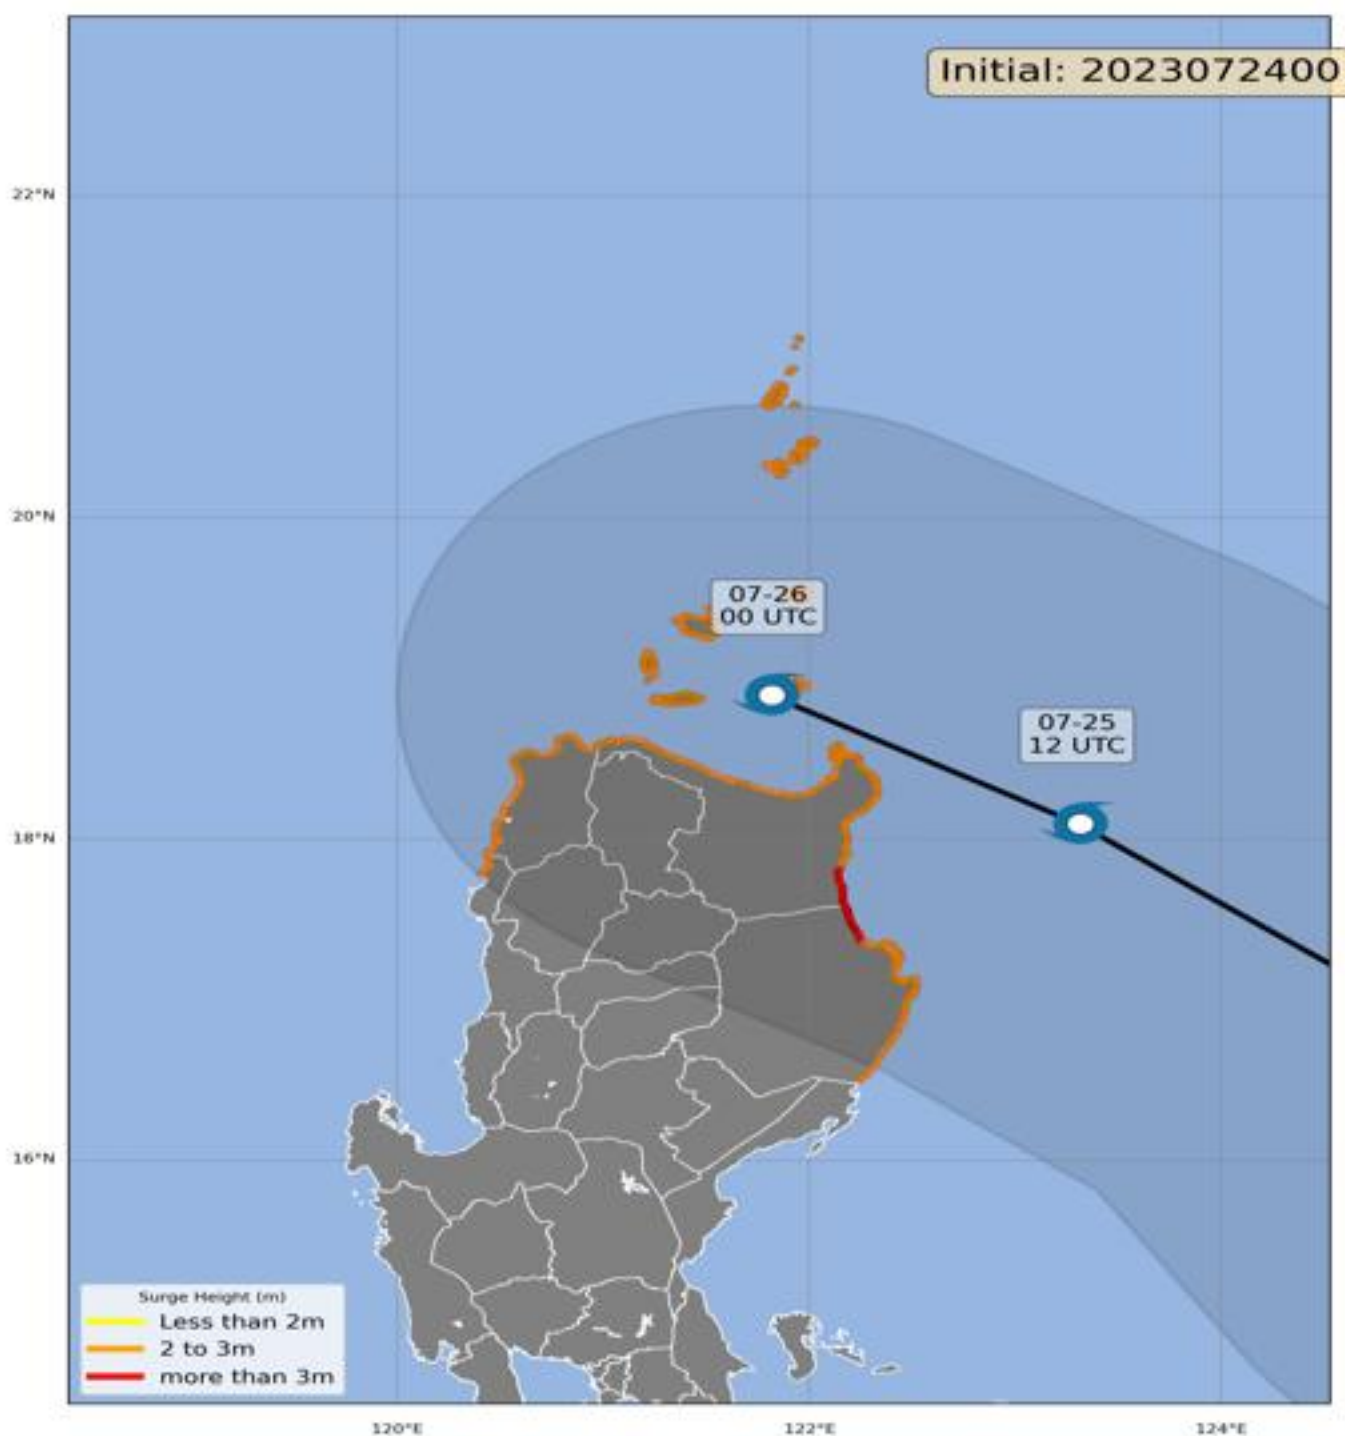 Initial: 2023072400
22°N
20°N
07-26
00 UTC
07-25
12 UTC
18°N
16°N
Surge Height (m)
Less than 2m
2 to 3m
more than 3m
120°E
122°E
124°E